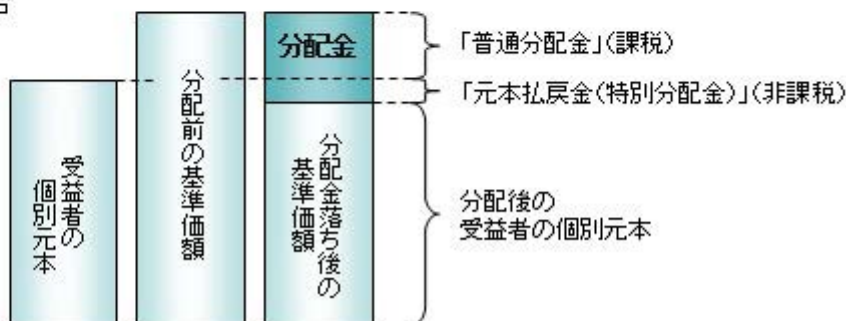 分配金
「普通分配金」(課税)
「元本払戻金(特別分配金)」(非課税)
受益者の
個別元本
分配前の基準価額
分配金落ち後の
基準価額
分配後の
受益者の個別元本